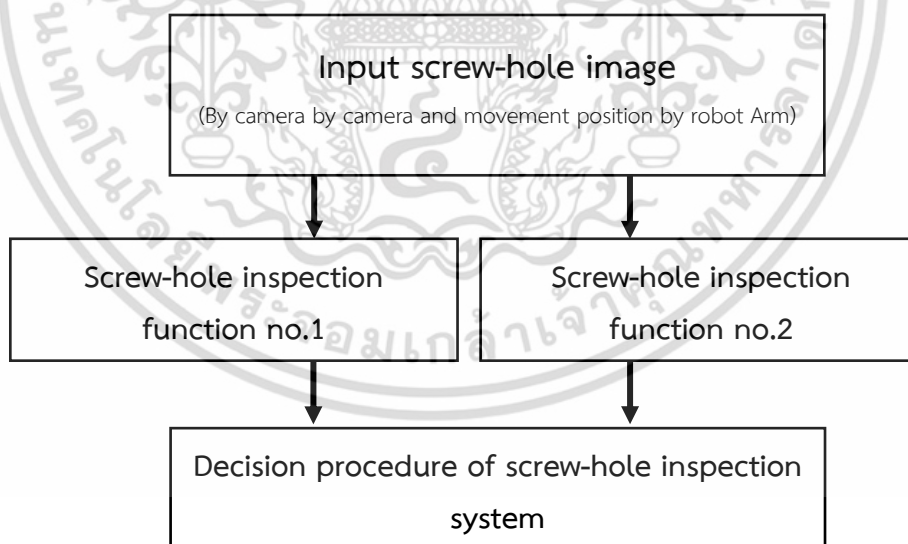 Input screw-hole image
(By camera by camera and movement position by robot Arm)
Screw-hole inspection
function no.1
Screw-hole inspection
function no.2
Decision procedure of screw-hole inspection
system